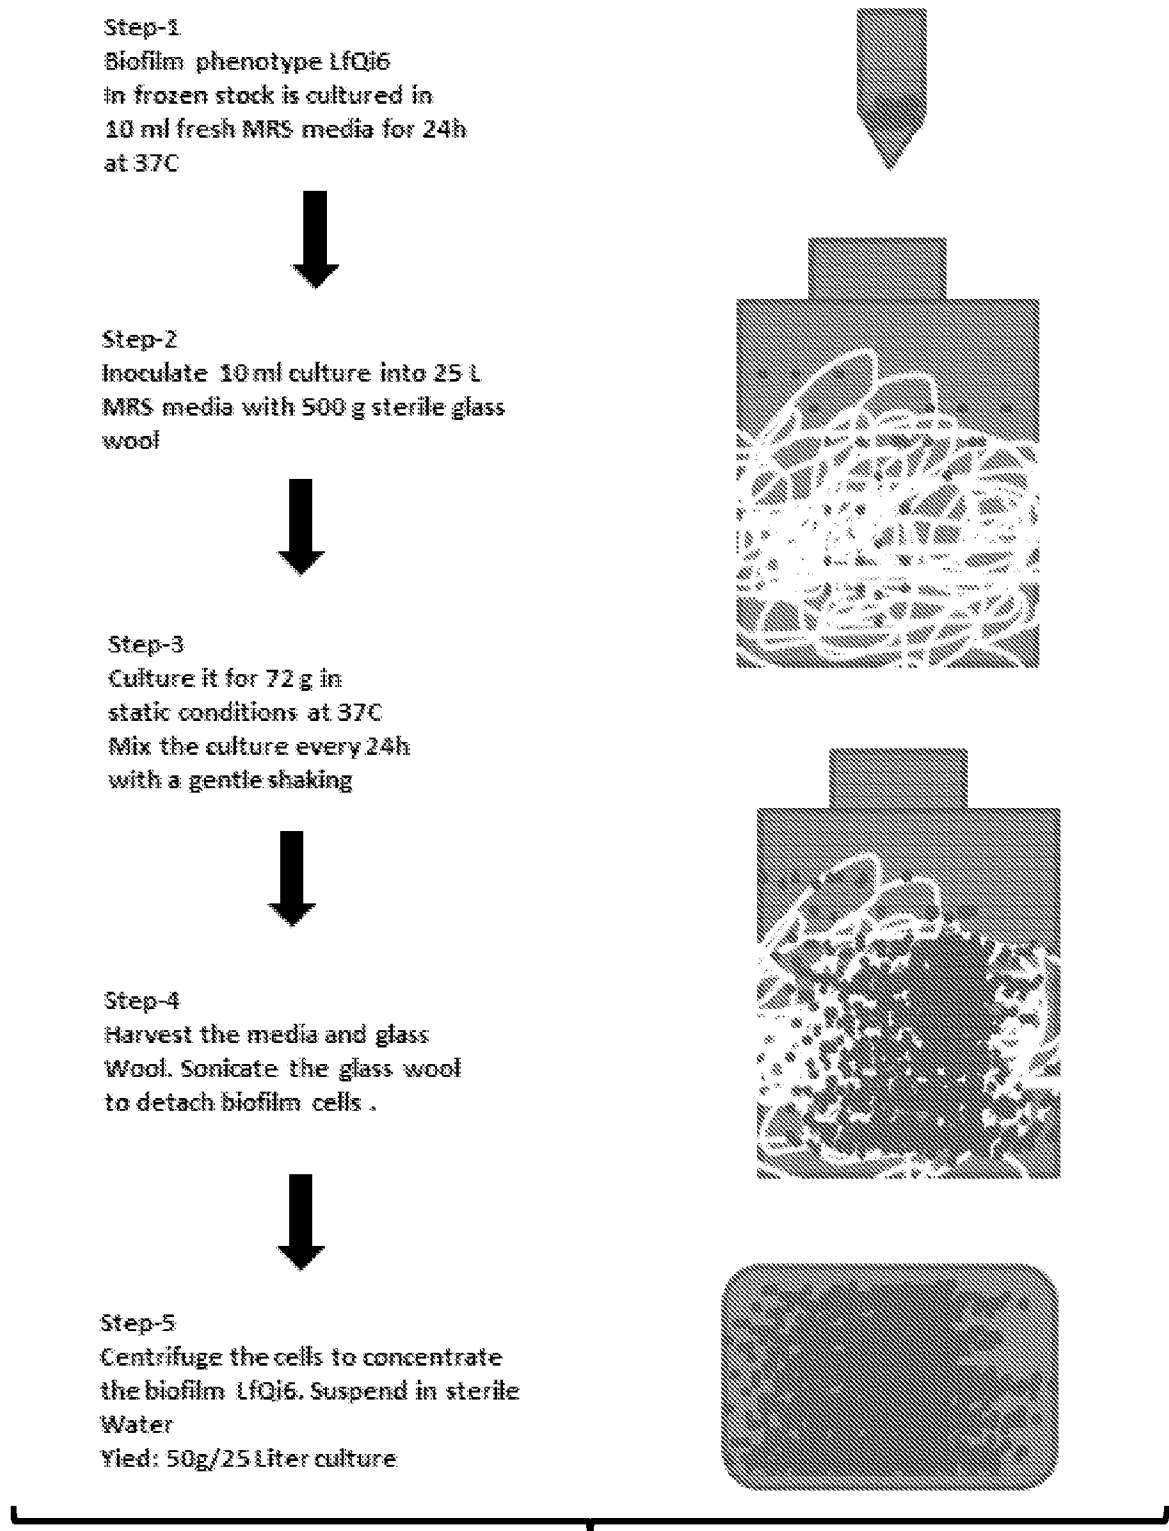 Step-1
Biofilm phenotype LfQi6
In frozen stock is cultured in
10 ml fresh MRS media for 24h
at 37C
Step-2
Inoculate 10 ml culture into 25 L
MRS media with 500 g sterile glass
wool
Step-3
Culture it for 72 g in
static conditions at 37C
Mix the culture every 24h
with a gentle shaking
Step-4
Harvest the media and glass
Wool. Sonicate the glass wool
to detach biofilm cells .
Step-5
Centrifuge the cells to concentrate
the biofilm LfQi6. Suspend in sterile
Water
Yied: 50g/25 Liter culture